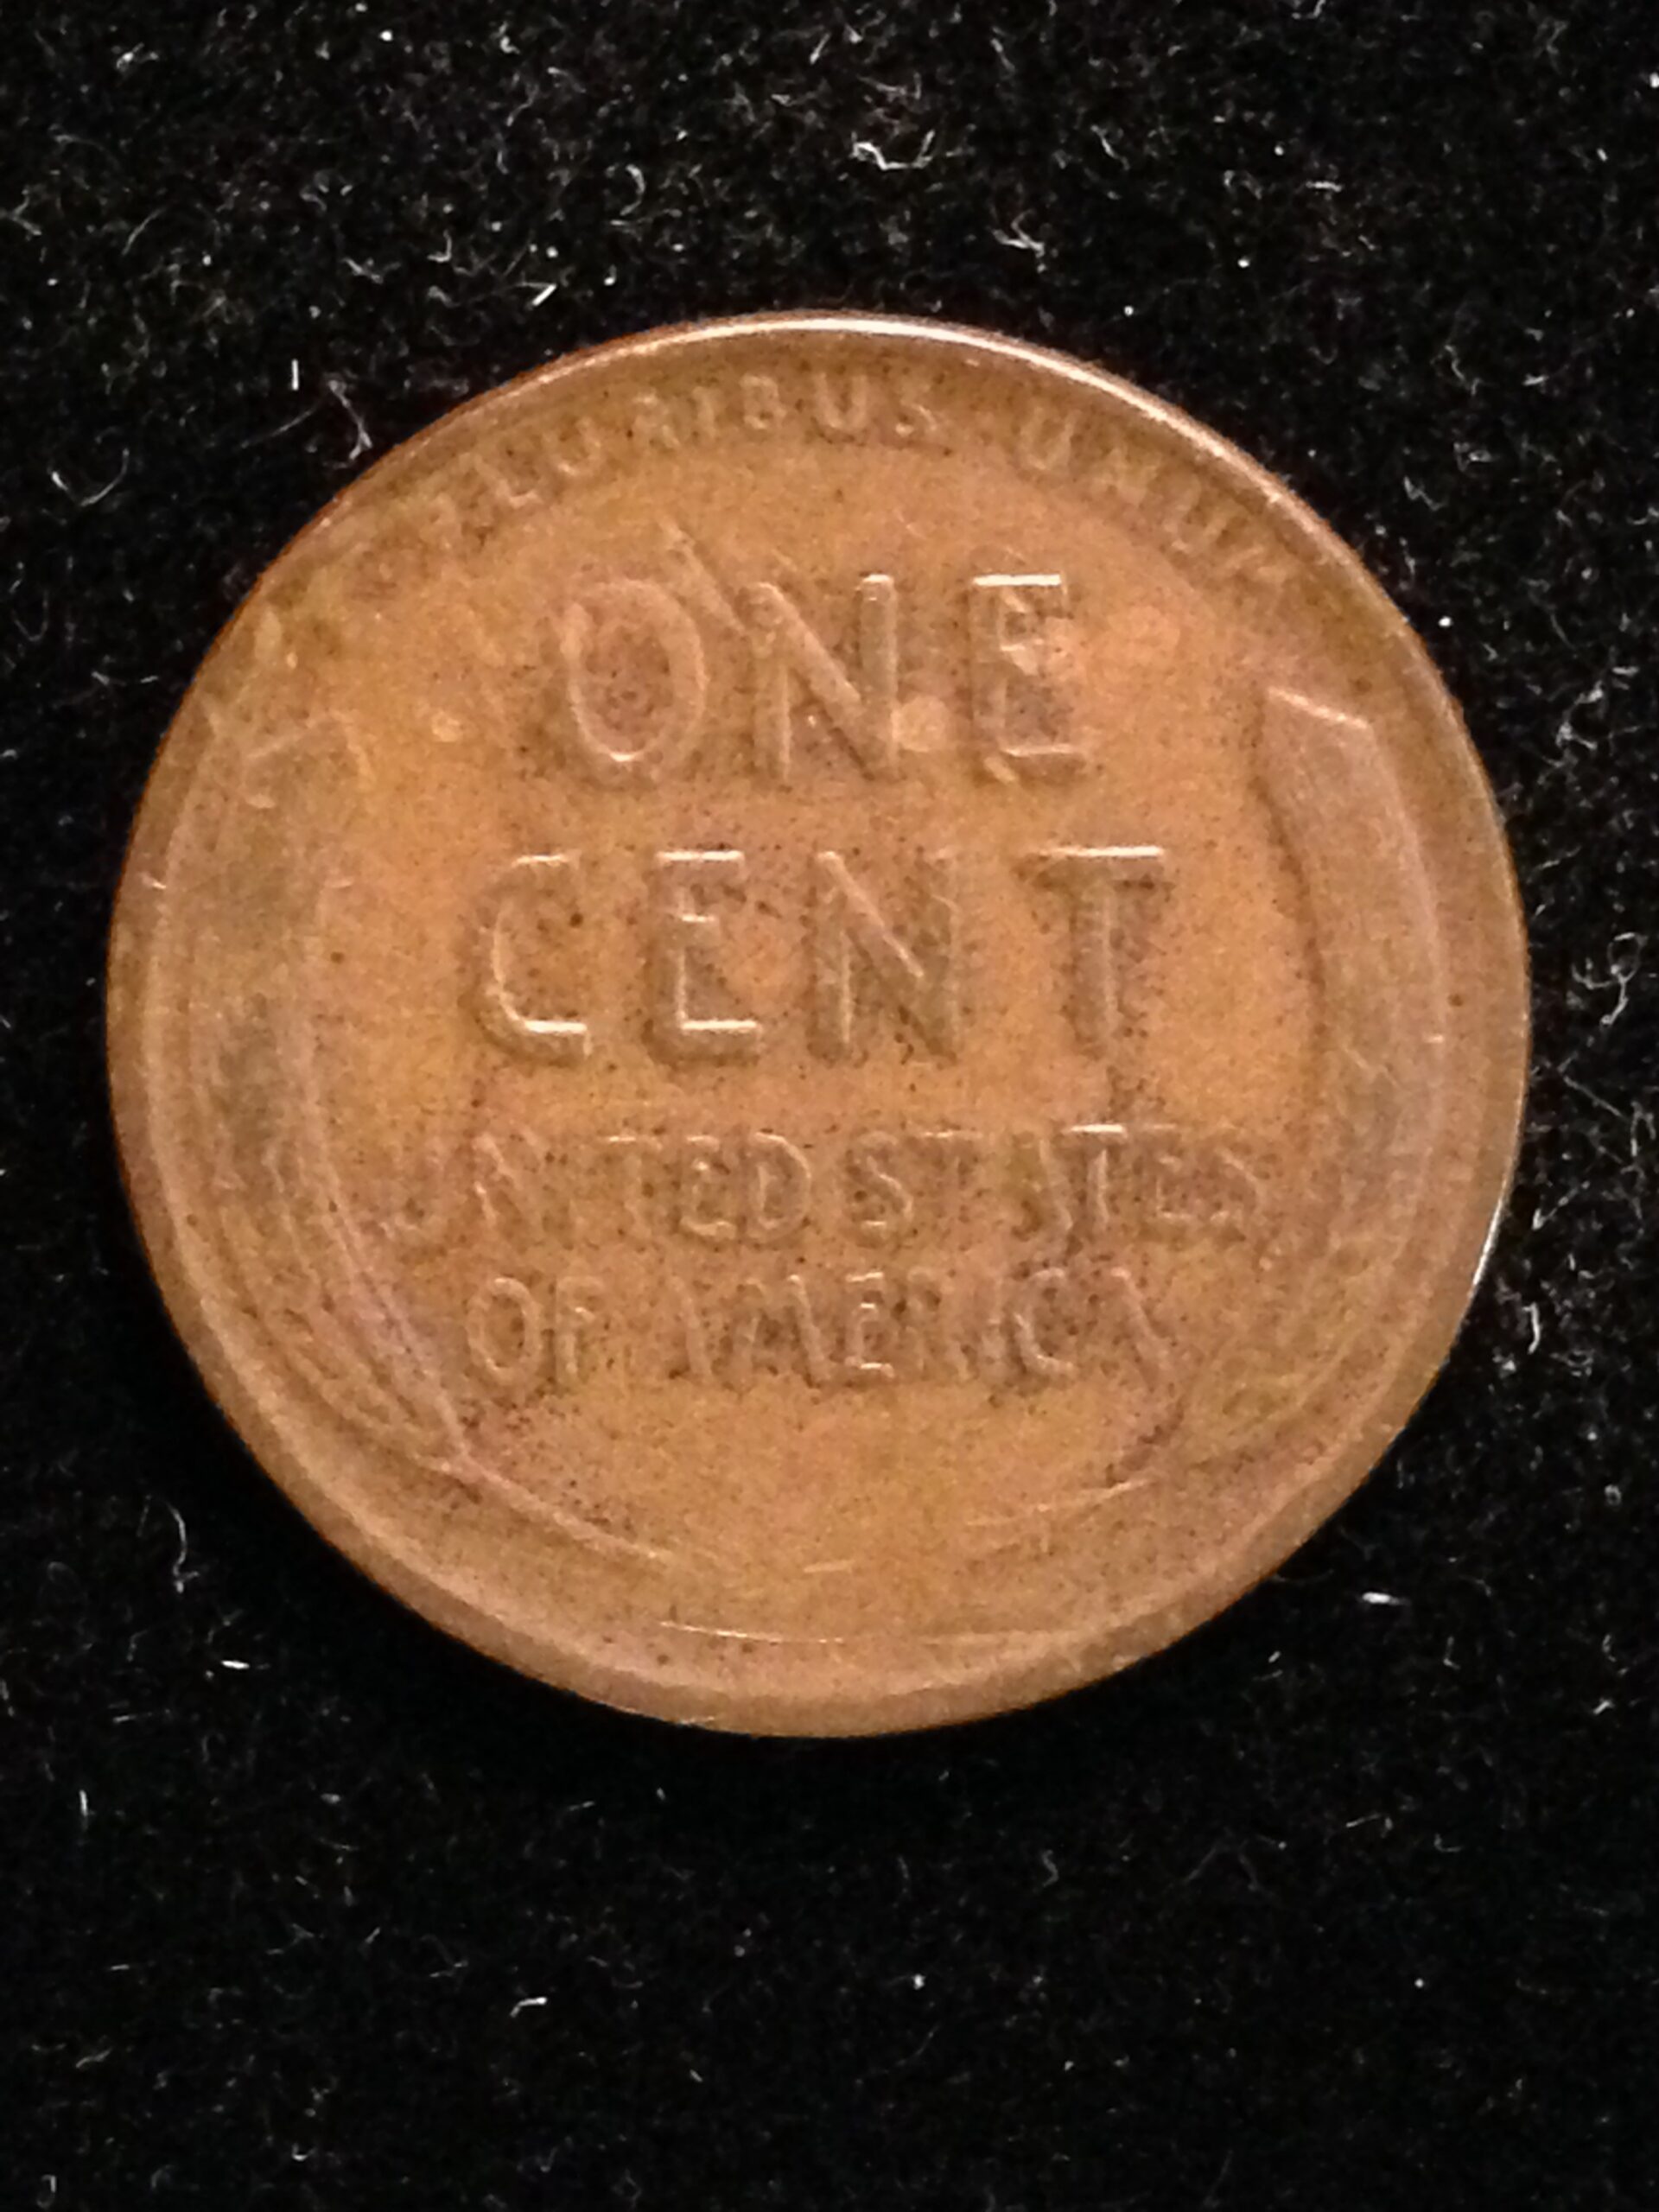 PLURIBUS · UNUM
ONE
CENT
UNITED STATES
OF AMERICA